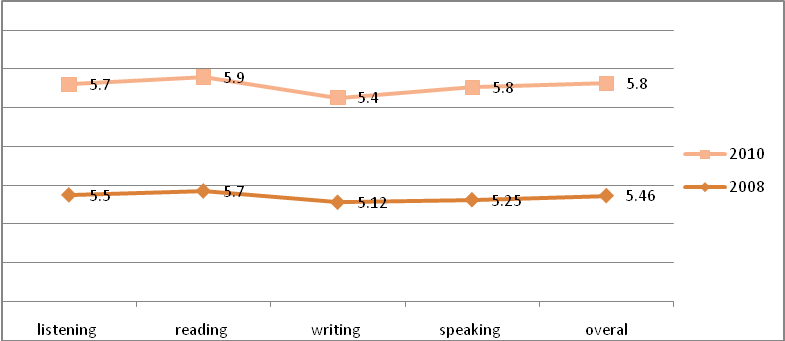 5.7
5.9
5.4
5.8
5.8
5.5
5.7
5.12
5.25
5.46
2010
2008
listening
reading
writing
speaking
overal